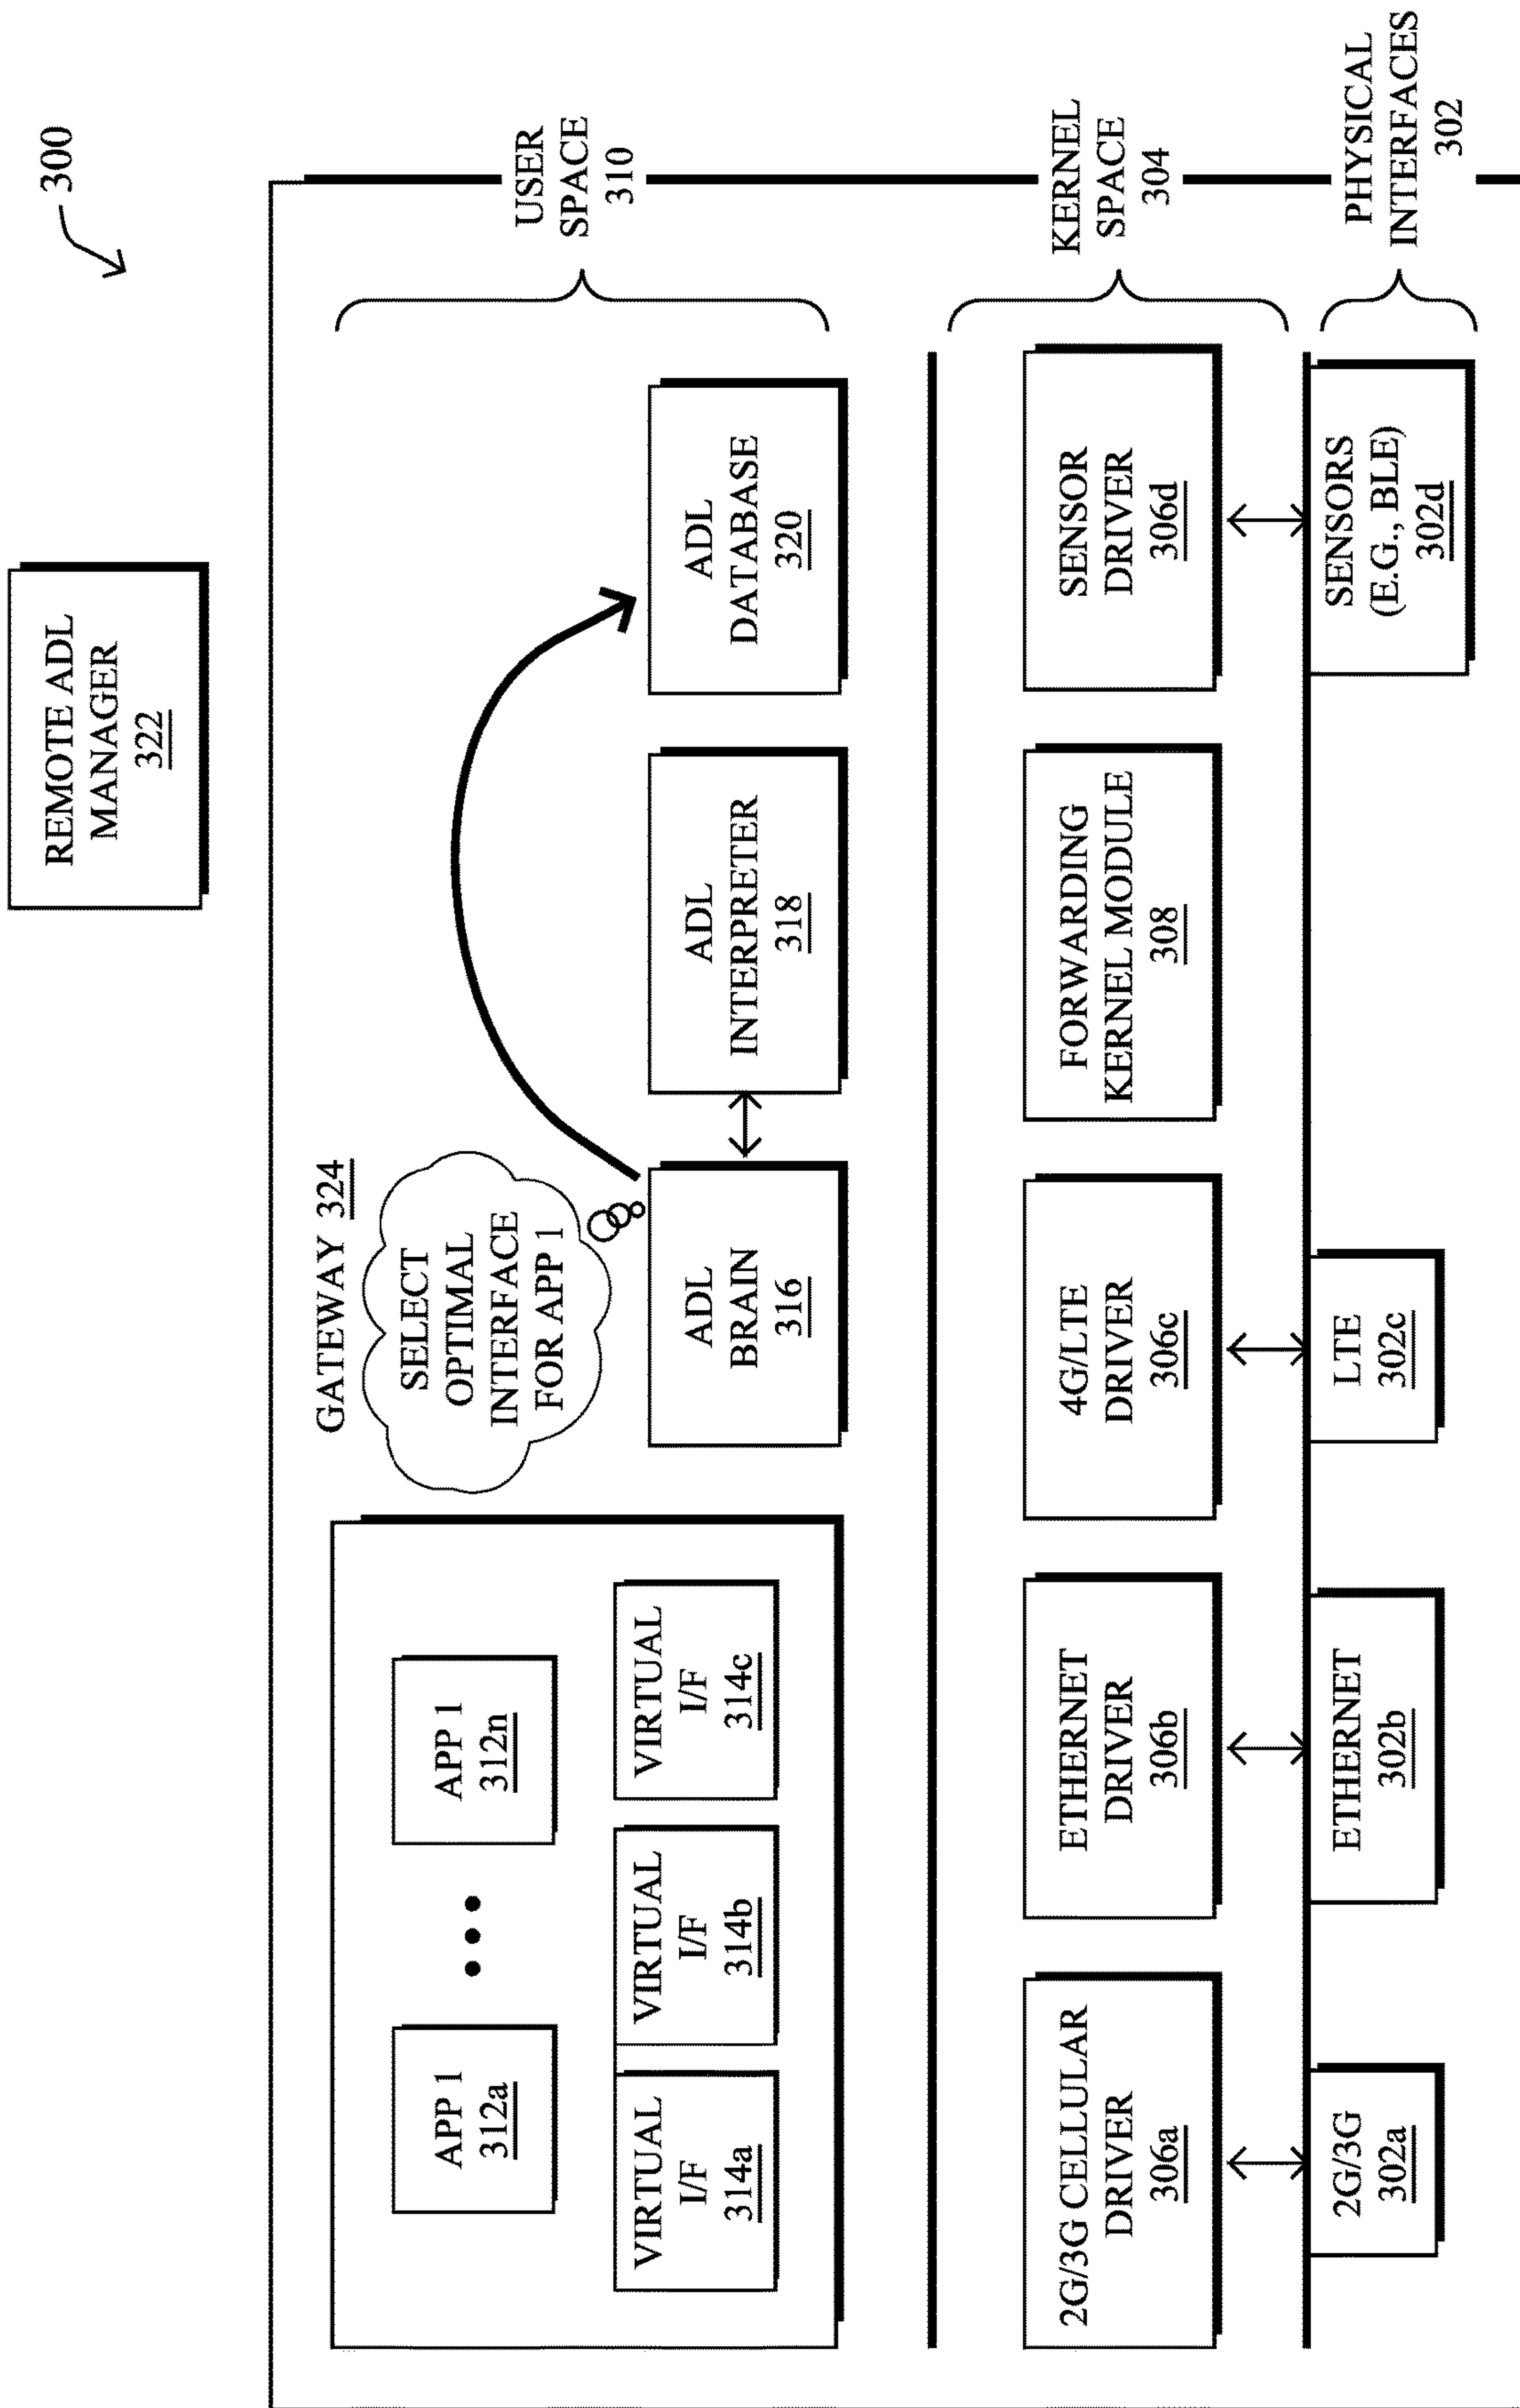 300
REMOTE ADL
MANAGER
322
GATEWAY 324
USER
SPACE
310
APP 1
312a
APP 1
312n
VIRTUAL
I/F
314a
VIRTUAL
I/F
314b
VIRTUAL
I/F
314c
SELECT
OPTIMAL
INTERFACE
FOR APP 1
ADL
BRAIN
316
ADL
INTERPRETER
318
ADL
DATABASE
320
KERNEL
SPACE
304
2G/3G CELLULAR
DRIVER
306a
ETHERNET
DRIVER
306b
4G/LTE
DRIVER
306c
FORWARDING
KERNEL MODULE
308
SENSOR
DRIVER
306d
PHYSICAL
INTERFACES
302
2G/3G
302a
ETHERNET
302b
LTE
302c
SENSORS
(E.G., BLE)
302d